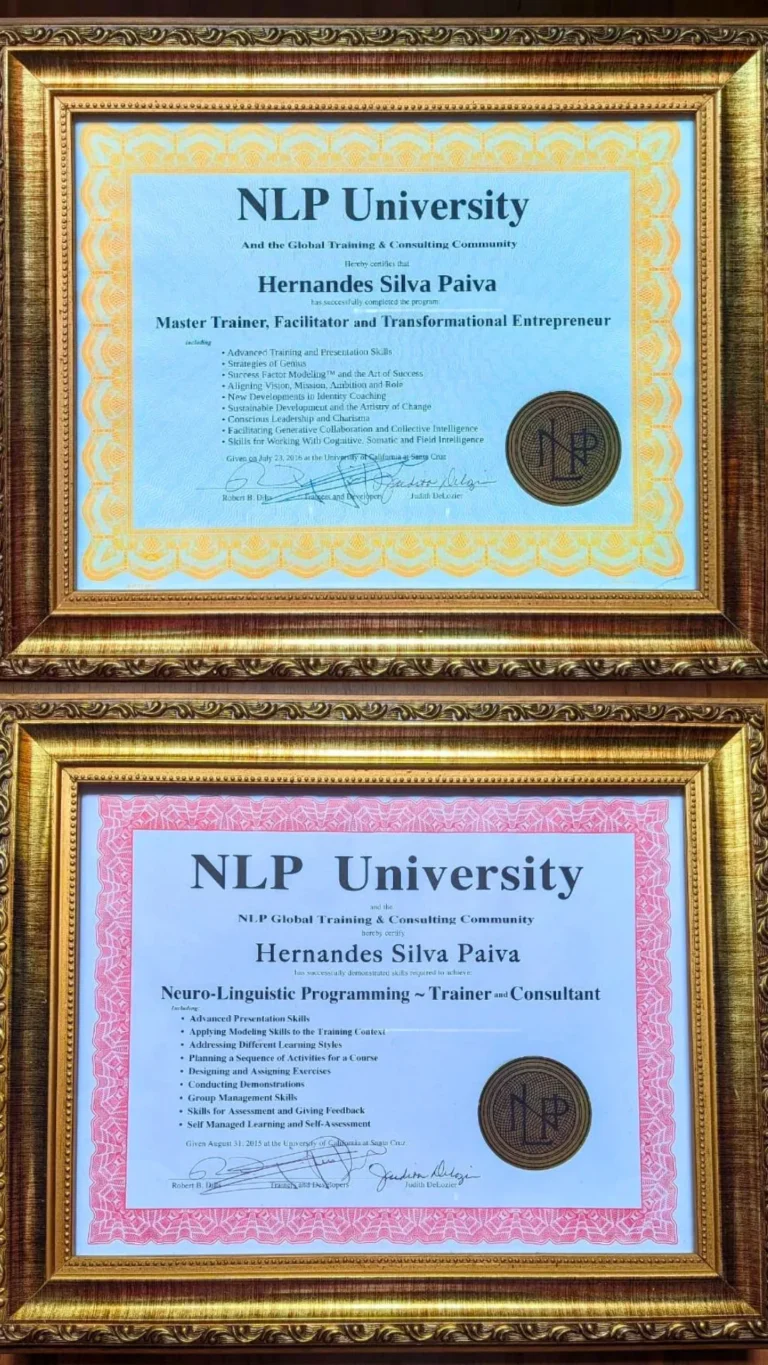 NLP University
And the Global Training & Consulting Community
Hereby certifies that
Hernandes Silva Paiva
has successfully completed the program:
Master Trainer, Facilitator and Transformational Entrepreneur
including
• Advanced Training and Presentation Skills
• Strategies of Genius
• Success Factor Modeling™ and the Art of Success
• Aligning Vision, Mission, Ambition and Role
• New Developments in Identity Coaching
• Sustainable Development and the Artistry of Change
• Conscious Leadership and Charisma
• Facilitating Generative Collaboration and Collective Intelligence
• Skills for Working With Cognitive, Somatic and Field Intelligence
Given on July 23, 2016 at the University of California at Santa Cruz
Robert B. Dilts Trainers and Developers Judith DeLozier
NLP
NLP University
and the
NLP Global Training & Consulting Community
hereby certify
Hernandes Silva Paiva
has successfully demonstrated skills required to achieve:
Neuro-Linguistic Programming ~ Trainer and Consultant
Including:
• Advanced Presentation Skills
• Applying Modeling Skills to the Training Context
• Addressing Different Learning Styles
• Planning a Sequence of Activities for a Course
• Designing and Assigning Exercises
• Conducting Demonstrations
• Group Management Skills
• Skills for Assessment and Giving Feedback
• Self Managed Learning and Self-Assessment
Given August 31, 2015 at the University of California at Santa Cruz
Robert B. Dilts Trainers and Developers Judith DeLozier
NLP